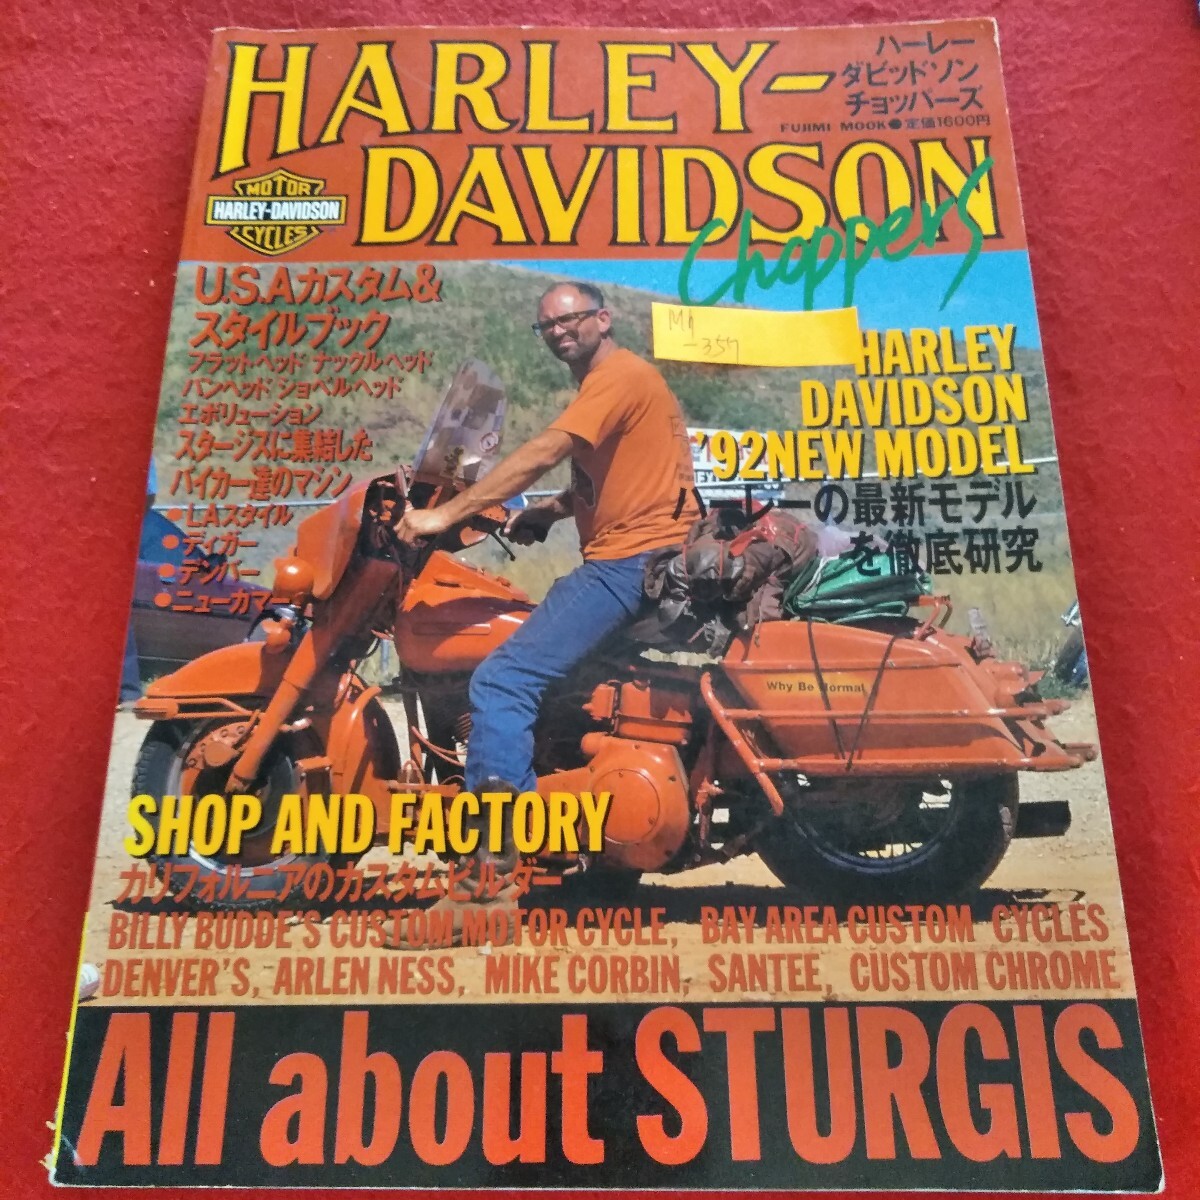 HARLEY-
DAVIDSON
Choppers
ハーレー
ダビッドソン
チョッパーズ
FUJIMI MOOK 定価1600円
MOTOR
HARLEY-DAVIDSON
CYCLES
U.S.Aカスタム&
スタイルブック
フラットヘッド ナックルヘッド
パンヘッド ショベルヘッド
エボリューション
スタージスに集結した
バイカー達のマシン
●LAスタイル
●ディガー
●デンバー
●ニューカマー
-357
HARLEY
DAVIDSON
'92NEW MODEL
ハーレーの最新モデル
を徹底研究
Why Be Normal
SHOP AND FACTORY
カリフォルニアのカスタムビルダー
BILLY BUDDE'S CUSTOM MOTOR CYCLE, BAY AREA CUSTOM CYCLES
DENVER'S, ARLEN NESS, MIKE CORBIN, SANTEE, CUSTOM CHROME
All about STURGIS